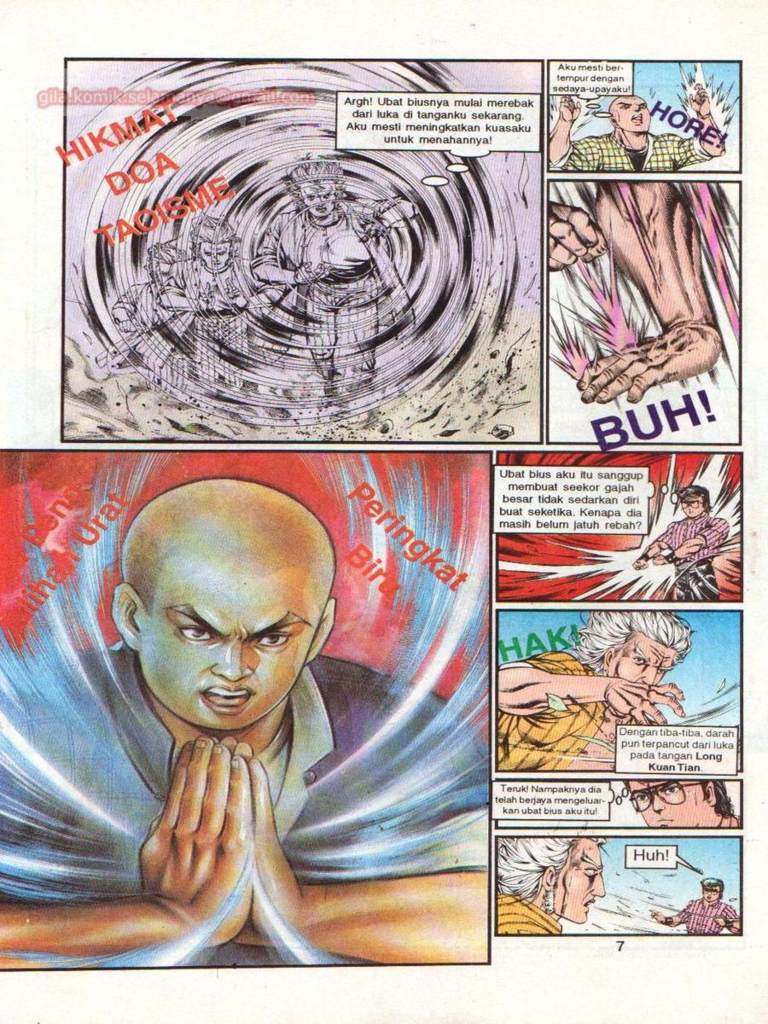 gila.komik.selamanya@gmail.com
HIKMAT
DOA
TAOISME
Argh! Ubat biusnya mulai merebak
dari luka di tanganku sekarang.
Aku mesti meningkatkan kuasaku
untuk menahannya!
Aku mesti ber-
tempur dengan
sedaya-upayaku!
HORE!
BUH!
Urat
Peringkat
Biru
Ubat bius aku itu sanggup
membuat seekor gajah
besar tidak sedarkan diri
buat seketika. Kenapa dia
masih belum jatuh rebah?
HAK!
Dengan tiba-tiba, darah
pun terpancut dari luka
pada tangan Long
Kuan Tian.
Teruk! Nampaknya dia
telah berjaya mengeluar-
kan ubat bius aku itu!
Huh!
7